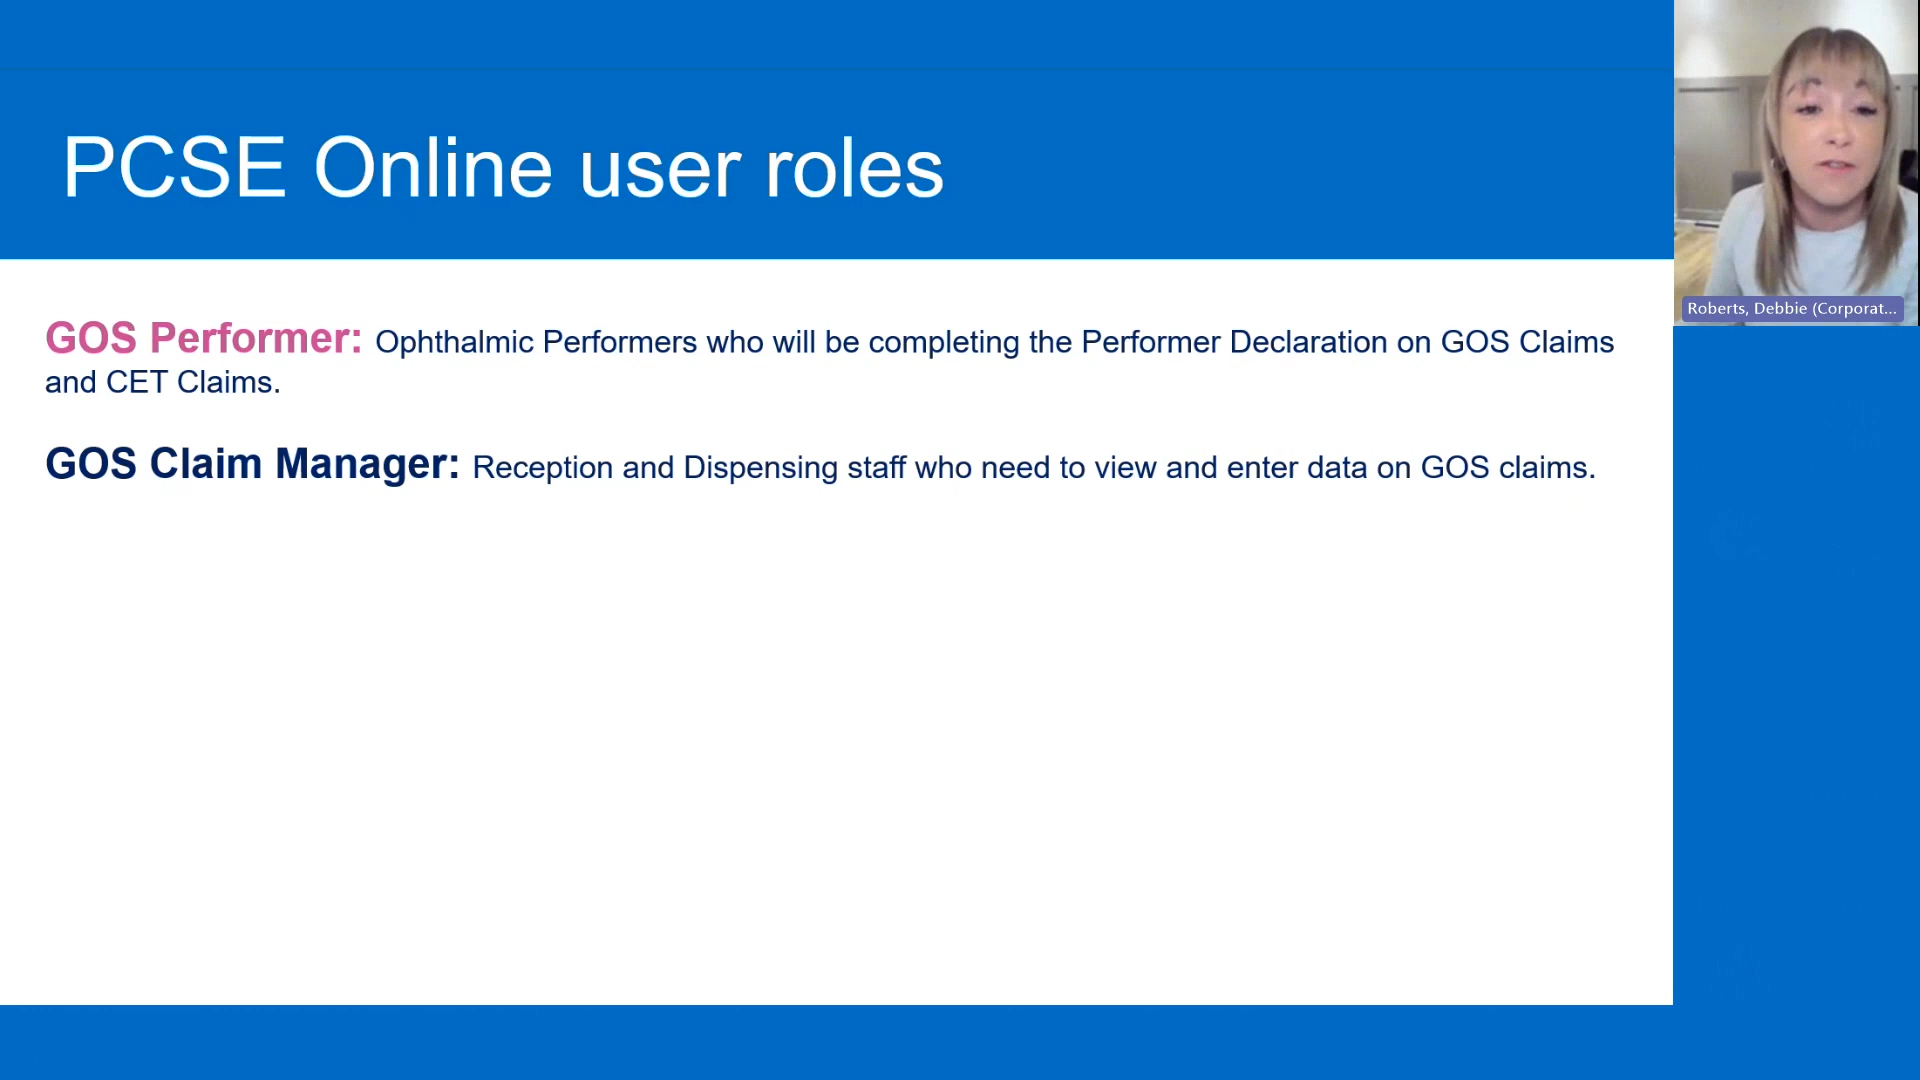 PCSE Online user roles
GOS Performer: Ophthalmic Performers who will be completing the Performer Declaration on GOS Claims
and CET Claims.
GOS Claim Manager: Reception and Dispensing staff who need to view and enter data on GOS claims.
Roberts, Debbie (Corporat...